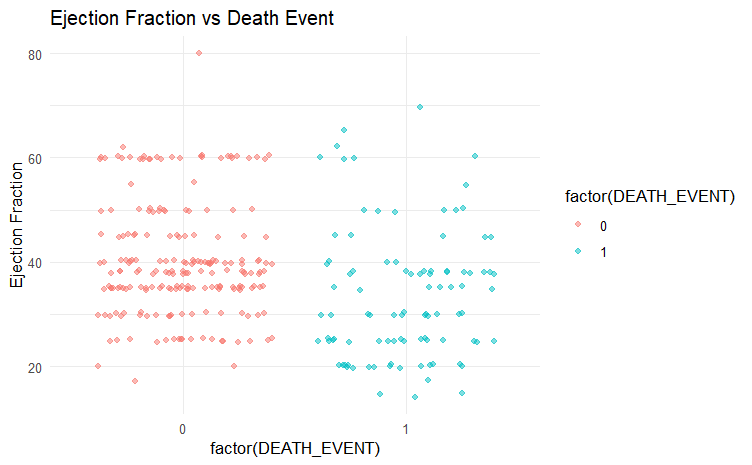 Ejection Fraction vs Death Event
80
60
40
20
Ejection Fraction
0
1
factor(DEATH_EVENT)
factor(DEATH_EVENT)
0
1